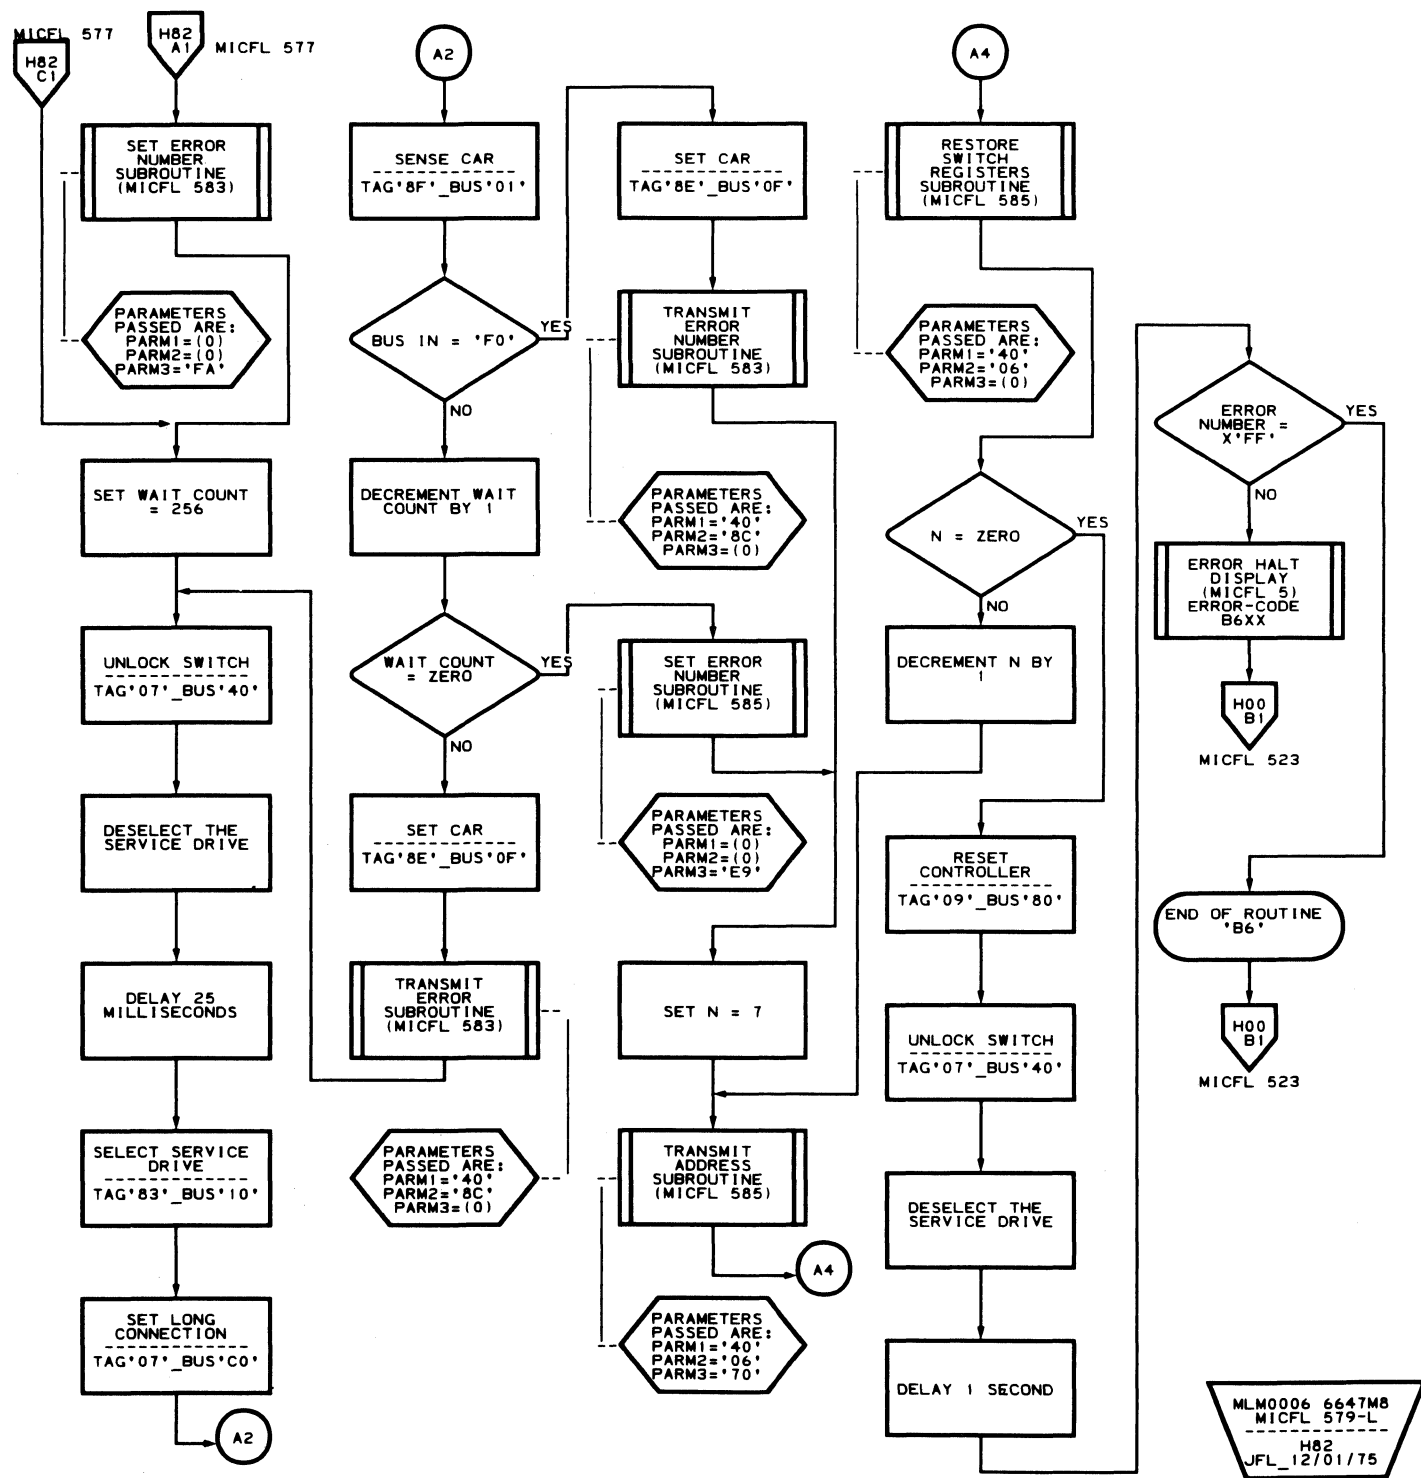 MICFL 577
H82
C1
H82
A1
MICFL 577
SET ERROR
NUMBER
SUBROUTINE
(MICFL 583)
PARAMETERS
PASSED ARE:
PARM1=(0)
PARM2=(0)
PARM3='FA'
SET WAIT COUNT
= 256
UNLOCK SWITCH
TAG'07'_BUS'40'
DESELECT THE
SERVICE DRIVE
DELAY 25
MILLISECONDS
SELECT SERVICE
DRIVE
TAG'83'_BUS'10'
SET LONG
CONNECTION
TAG'07'_BUS'C0'
A2
A2
SENSE CAR
TAG'8F'_BUS'01'
BUS IN = 'F0'
YES
NO
DECREMENT WAIT
COUNT BY 1
WAIT COUNT
= ZERO
YES
NO
SET CAR
TAG'8E'_BUS'0F'
TRANSMIT
ERROR
SUBROUTINE
(MICFL 583)
PARAMETERS
PASSED ARE:
PARM1='40'
PARM2='8C'
PARM3=(0)
SET CAR
TAG'8E'_BUS'0F'
TRANSMIT
ERROR
NUMBER
SUBROUTINE
(MICFL 583)
PARAMETERS
PASSED ARE:
PARM1='40'
PARM2='8C'
PARM3=(0)
SET ERROR
NUMBER
SUBROUTINE
(MICFL 585)
PARAMETERS
PASSED ARE:
PARM1=(0)
PARM2=(0)
PARM3='E9'
SET N = 7
TRANSMIT
ADDRESS
SUBROUTINE
(MICFL 585)
A4
PARAMETERS
PASSED ARE:
PARM1='40'
PARM2='06'
PARM3='70'
A4
RESTORE
SWITCH
REGISTERS
SUBROUTINE
(MICFL 585)
PARAMETERS
PASSED ARE:
PARM1='40'
PARM2='06'
PARM3=(0)
N = ZERO
YES
NO
DECREMENT N BY
1
RESET
CONTROLLER
TAG'09'_BUS'80'
UNLOCK SWITCH
TAG'07'_BUS'40'
DESELECT THE
SERVICE DRIVE
DELAY 1 SECOND
ERROR
NUMBER =
X'FF'
YES
NO
ERROR HALT
DISPLAY
(MICFL 5)
ERROR-CODE
B6XX
H00
B1
MICFL 523
END OF ROUTINE
'B6'
H00
B1
MICFL 523
MLM0006 6647M8
MICFL 579-L
H82
JFL_12/01/75